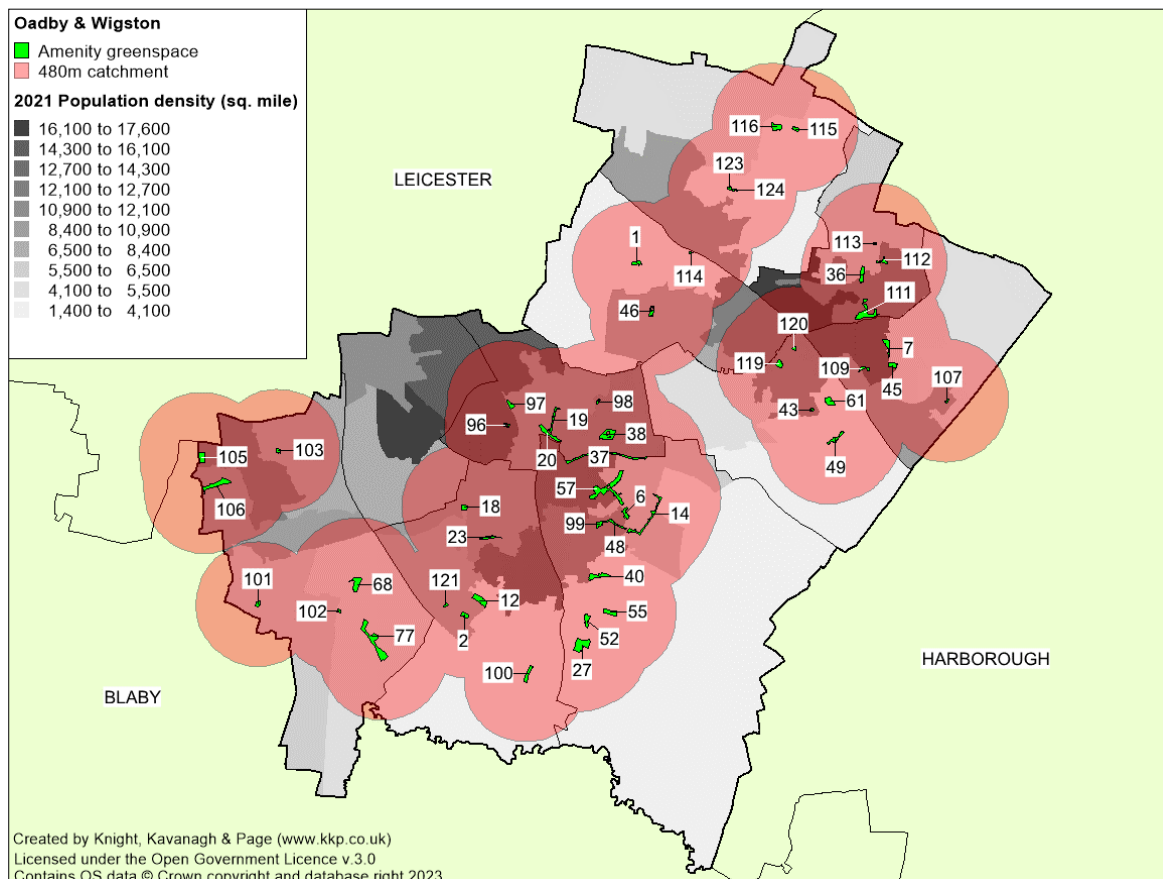 Oadby & Wigston
Amenity greenspace
480m catchment
2021 Population density (sq. mile)
16,100 to 17,600
14,300 to 16,100
12,700 to 14,300
12,100 to 12,700
10,900 to 12,100
8,400 to 10,900
6,500 to 8,400
5,500 to 6,500
4,100 to 5,500
1,400 to 4,100
116
115
123
LEICESTER
124
1
113
112
114
36
111
46
120
7
119
109
45
107
97
19
98
43
61
96
38
103
20
37
49
105
57
6
106
18
14
99
23
48
40
101
68
121
12
55
102
2
52
77
27
100
HARBOROUGH
BLABY
Created by Knight, Kavanagh & Page (www.kkp.co.uk)
Licensed under the Open Government Licence v.3.0
Contains OS data © Crown copyright and database right 2023